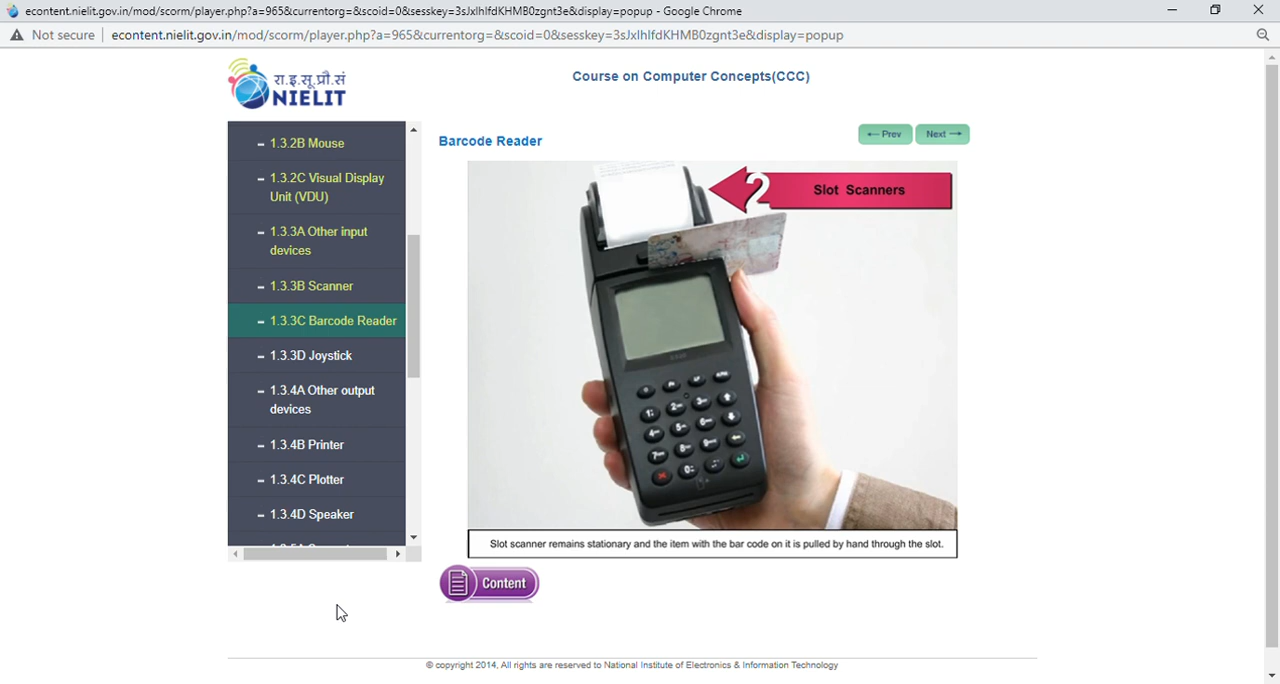 econtent.nielit.gov.in/mod/scorm/player.php?a=965&currentorg=&scoid=0&sesskey=3sJxlhlfdKHMB0zgnt3e&display=popup - Google Chrome
Not secure
econtent.nielit.gov.in/mod/scorm/player.php?a=965&currentorg=&scoid=0&sesskey=3sJxlhlfdKHMB0zgnt3e&display=popup
रा.इ.सू.प्रौ.सं
NIELIT
Course on Computer Concepts(CCC)
1.3.2B Mouse
1.3.2C Visual Display
Unit (VDU)
1.3.3A Other input
devices
1.3.3B Scanner
1.3.3C Barcode Reader
1.3.3D Joystick
1.3.4A Other output
devices
1.3.4B Printer
1.3.4C Plotter
1.3.4D Speaker
Barcode Reader
← Prev
Next →
2
Slot Scanners
Slot scanner remains stationary and the item with the bar code on it is pulled by hand through the slot.
Content
© copyright 2014, All rights are reserved to National Institute of Electronics & Information Technology